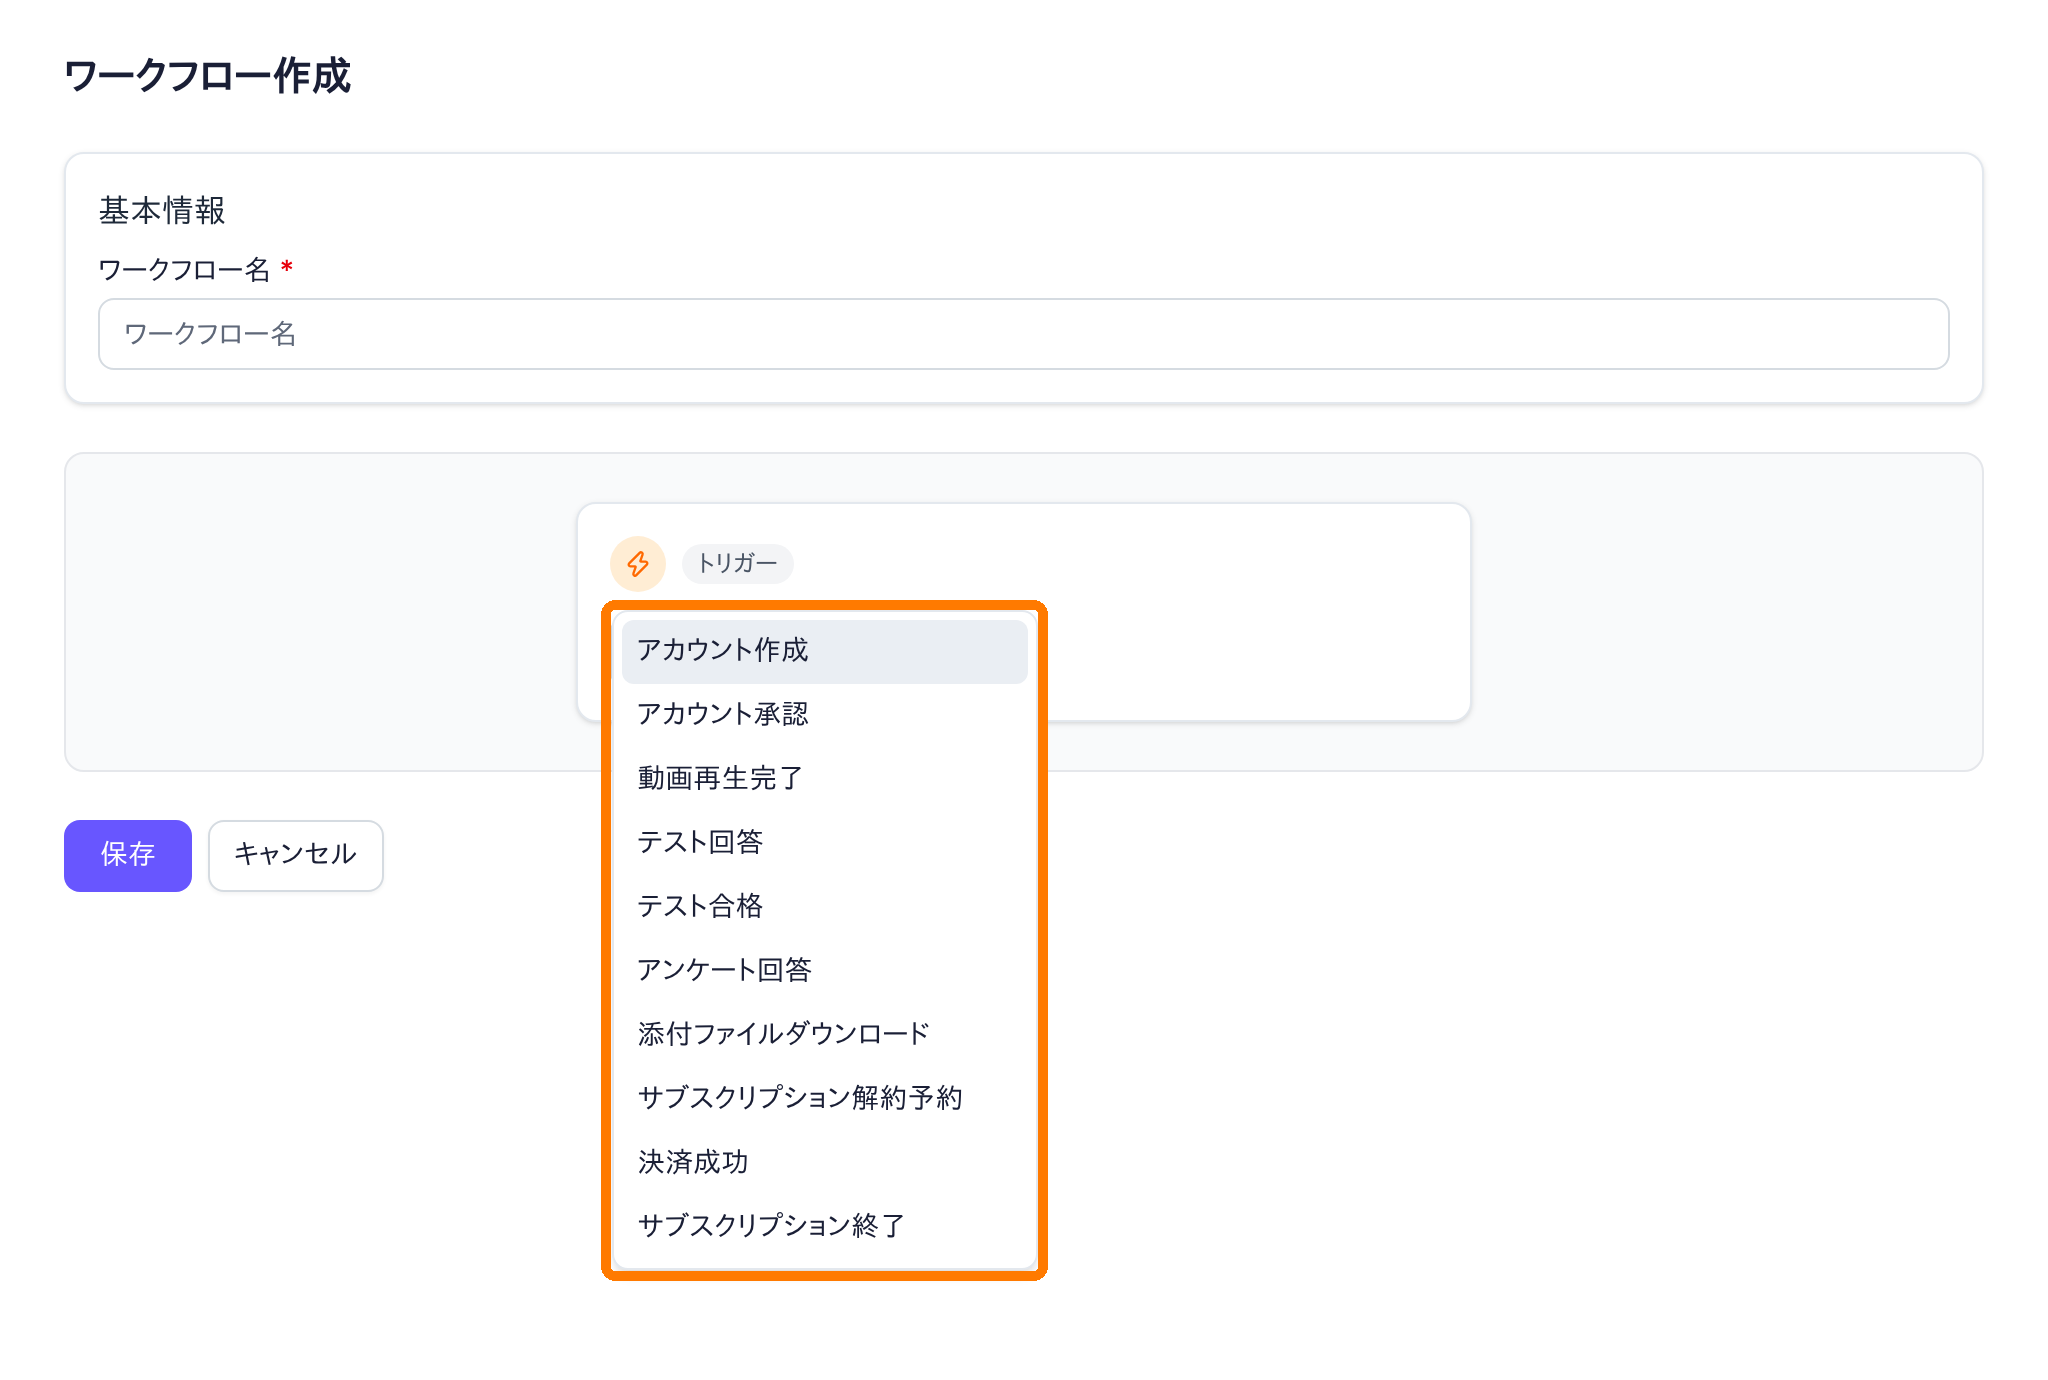 ワークフロー作成
基本情報
ワークフロー名 *
ワークフロー名
トリガー
アカウント作成
アカウント承認
動画再生完了
テスト回答
テスト合格
アンケート回答
添付ファイルダウンロード
サブスクリプション解約予約
決済成功
サブスクリプション終了
保存
キャンセル